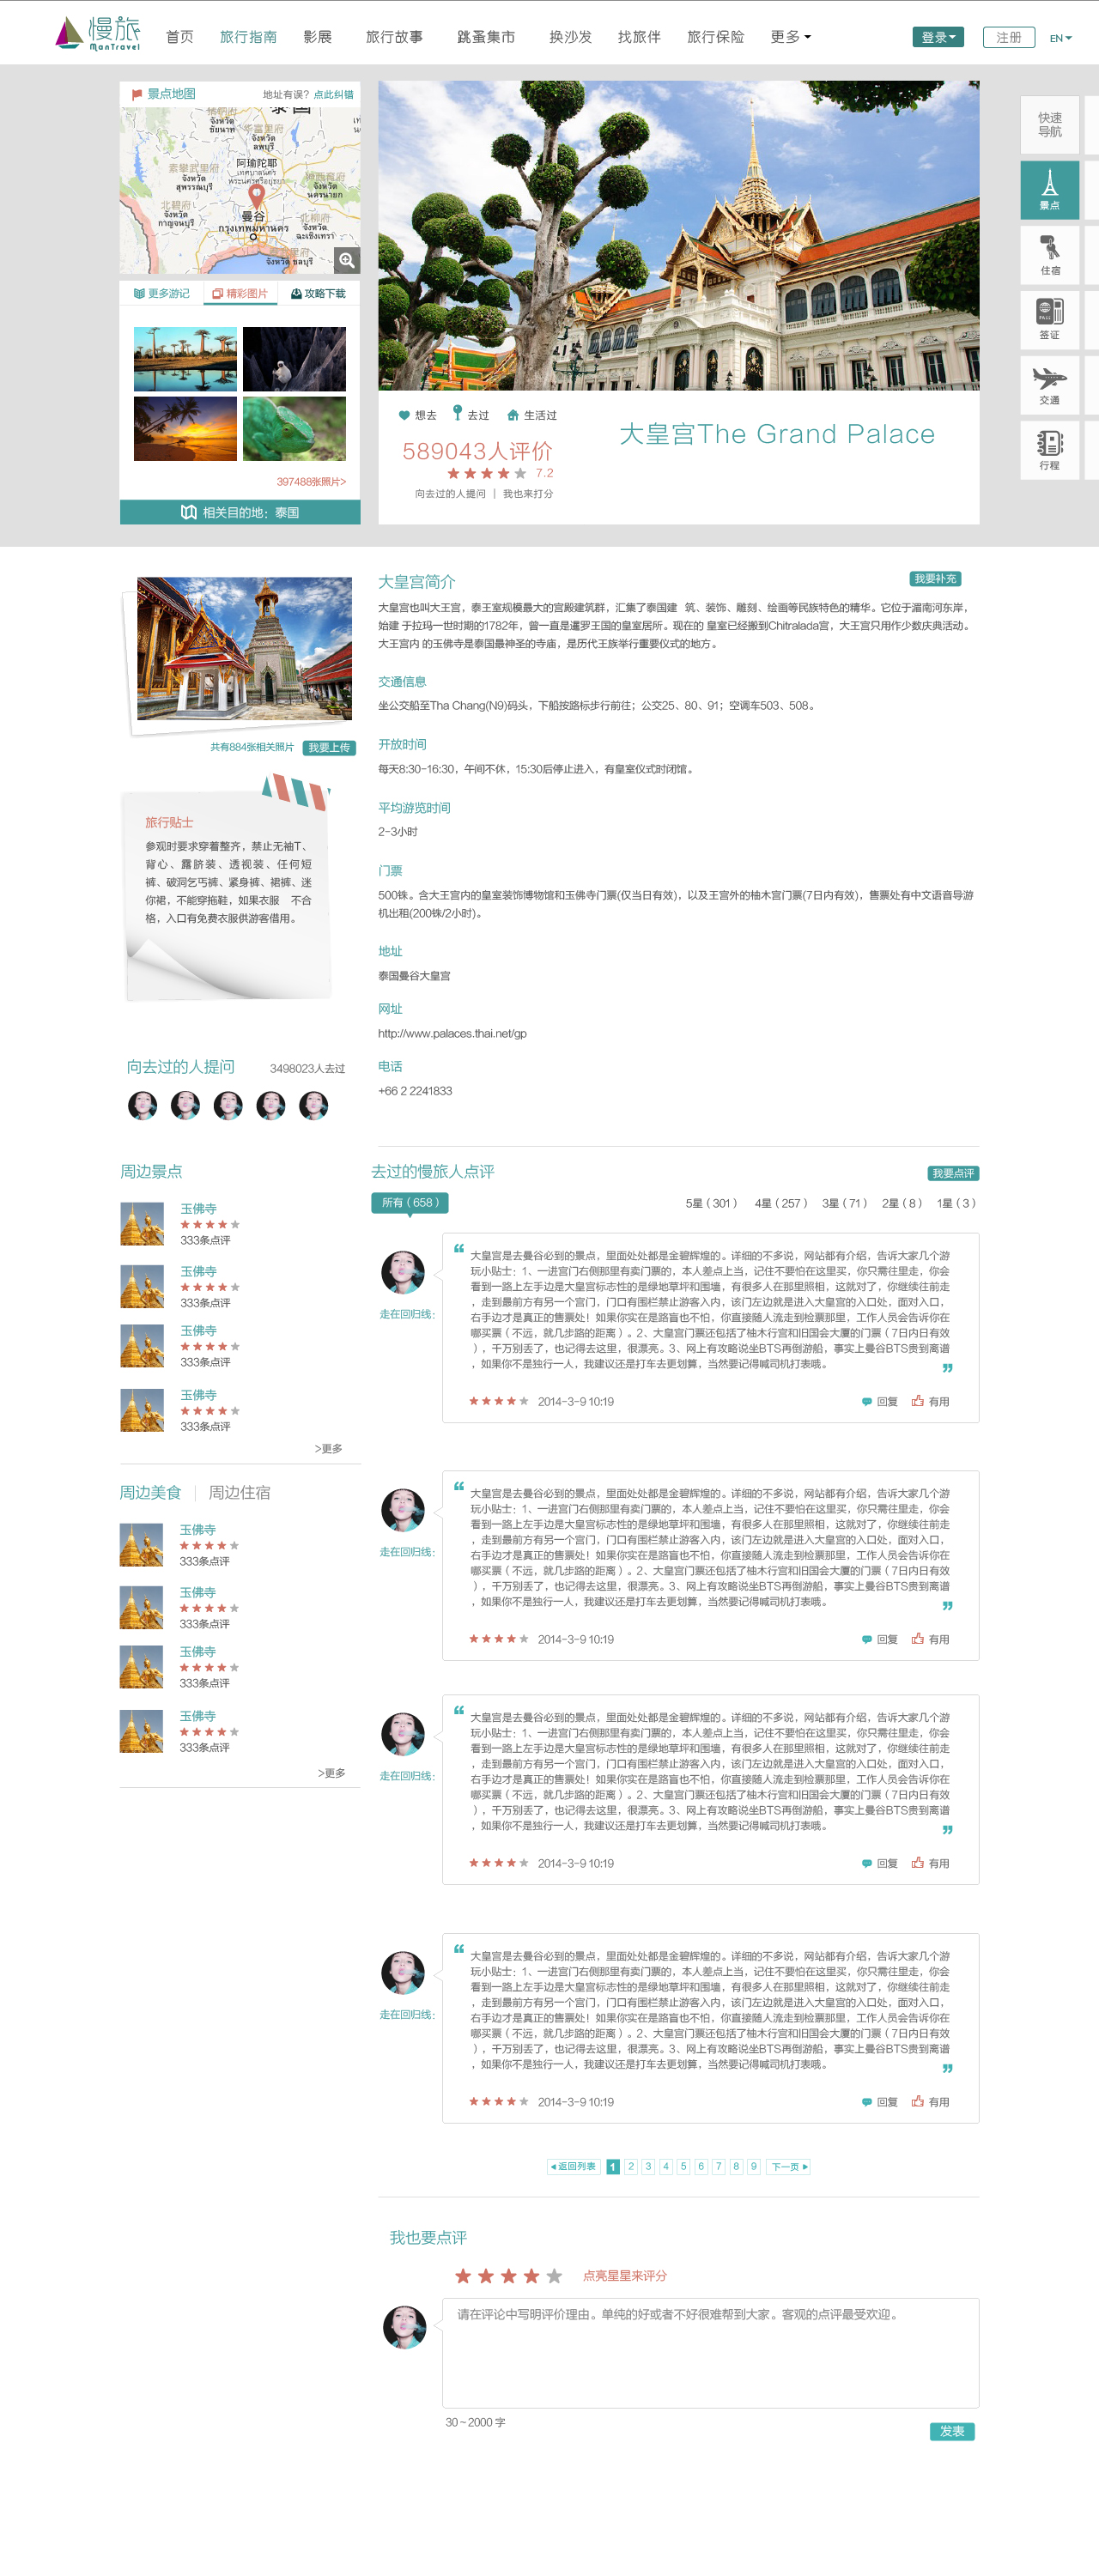 慢旅
ManTravel
首页 旅行指南 影展 旅行故事 跳蚤集市 换沙发 找旅伴 旅行保险 更多
登录 注册 EN
景点地图 地址有误？点此纠错
华富里府
จังหวัด
ลพบุรี
阿瑜陀耶
素攀武里府
จังหวัด
สุพรรณบุรี
北碧府
จังหวัด
กาญจนบุรี
曼谷
กรุงเทพมหานคร
北柳府
จังหวัด
ฉะเชิงเทรา
จังหวัด ชลบุรี
更多游记 精彩图片 攻略下载
397488张照片>
相关目的地：泰国
想去 去过 生活过
589043人评价
7.2
向去过的人提问 | 我也来打分
大皇宫The Grand Palace
快速
导航
景点
住宿
签证
交通
行程
共有884张相关照片 我要上传
旅行贴士
参观时要求穿着整齐，禁止无袖T、
背心、露脐装、透视装、任何短
裤、破洞乞丐裤、紧身裤、裙裤、迷
你裙，不能穿拖鞋，如果衣服 不合
格，入口有免费衣服供游客借用。
向去过的人提问 3498023人去过
大皇宫简介 我要补充
大皇宫也叫大王宫，泰王室规模最大的宫殿建筑群，汇集了泰国建 筑、装饰、雕刻、绘画等民族特色的精华。它位于湄南河东岸，
始建 于拉玛一世时期的1782年，曾一直是暹罗王国的皇室居所。现在的 皇室已经搬到Chitralada宫，大王宫只用作少数庆典活动。
大王宫内 的玉佛寺是泰国最神圣的寺庙，是历代王族举行重要仪式的地方。
交通信息
坐公交船至Tha Chang(N9)码头，下船按路标步行前往；公交25、80、91；空调车503、508。
开放时间
每天8:30-16:30，午间不休，15:30后停止进入，有皇室仪式时闭馆。
平均游览时间
2-3小时
门票
500铢。含大王宫内的皇室装饰博物馆和玉佛寺门票(仅当日有效)，以及王宫外的柚木宫门票(7日内有效)，售票处有中文语音导游
机出租(200铢/2小时)。
地址
泰国曼谷大皇宫
网址
http://www.palaces.thai.net/gp
电话
+66 2 2241833
周边景点
玉佛寺
333条点评
玉佛寺
333条点评
玉佛寺
333条点评
玉佛寺
333条点评
>更多
周边美食 | 周边住宿
玉佛寺
333条点评
玉佛寺
333条点评
玉佛寺
333条点评
玉佛寺
333条点评
>更多
去过的慢旅人点评 我要点评
所有（658） 5星（301） 4星（257） 3星（71） 2星（8） 1星（3）
走在回归线：
“ 大皇宫是去曼谷必到的景点，里面处处都是金碧辉煌的。详细的不多说，网站都有介绍，告诉大家几个游
玩小贴士：1、一进宫门右侧那里有卖门票的，本人差点上当，记住不要怕在这里买，你只需往里走，你会
看到一路上左手边是大皇宫标志性的是绿地草坪和围墙，有很多人在那里照相，这就对了，你继续往前走
，走到最前方有另一个宫门，门口有围栏禁止游客入内，该门左边就是进入大皇宫的入口处，面对入口，
右手边才是真正的售票处！如果你实在是路盲也不怕，你直接随人流走到检票那里，工作人员会告诉你在
哪买票（不远，就几步路的距离）。2、大皇宫门票还包括了柚木行宫和旧国会大厦的门票（7日内日有效
），千万别丢了，也记得去这里，很漂亮。3、网上有攻略说坐BTS再倒游船，事实上曼谷BTS贵到离谱
，如果你不是独行一人，我建议还是打车去更划算，当然要记得喊司机打表哦。 ”
2014-3-9 10:19 回复 有用
走在回归线：
“ 大皇宫是去曼谷必到的景点，里面处处都是金碧辉煌的。详细的不多说，网站都有介绍，告诉大家几个游
玩小贴士：1、一进宫门右侧那里有卖门票的，本人差点上当，记住不要怕在这里买，你只需往里走，你会
看到一路上左手边是大皇宫标志性的是绿地草坪和围墙，有很多人在那里照相，这就对了，你继续往前走
，走到最前方有另一个宫门，门口有围栏禁止游客入内，该门左边就是进入大皇宫的入口处，面对入口，
右手边才是真正的售票处！如果你实在是路盲也不怕，你直接随人流走到检票那里，工作人员会告诉你在
哪买票（不远，就几步路的距离）。2、大皇宫门票还包括了柚木行宫和旧国会大厦的门票（7日内日有效
），千万别丢了，也记得去这里，很漂亮。3、网上有攻略说坐BTS再倒游船，事实上曼谷BTS贵到离谱
，如果你不是独行一人，我建议还是打车去更划算，当然要记得喊司机打表哦。 ”
2014-3-9 10:19 回复 有用
走在回归线：
“ 大皇宫是去曼谷必到的景点，里面处处都是金碧辉煌的。详细的不多说，网站都有介绍，告诉大家几个游
玩小贴士：1、一进宫门右侧那里有卖门票的，本人差点上当，记住不要怕在这里买，你只需往里走，你会
看到一路上左手边是大皇宫标志性的是绿地草坪和围墙，有很多人在那里照相，这就对了，你继续往前走
，走到最前方有另一个宫门，门口有围栏禁止游客入内，该门左边就是进入大皇宫的入口处，面对入口，
右手边才是真正的售票处！如果你实在是路盲也不怕，你直接随人流走到检票那里，工作人员会告诉你在
哪买票（不远，就几步路的距离）。2、大皇宫门票还包括了柚木行宫和旧国会大厦的门票（7日内日有效
），千万别丢了，也记得去这里，很漂亮。3、网上有攻略说坐BTS再倒游船，事实上曼谷BTS贵到离谱
，如果你不是独行一人，我建议还是打车去更划算，当然要记得喊司机打表哦。 ”
2014-3-9 10:19 回复 有用
走在回归线：
“ 大皇宫是去曼谷必到的景点，里面处处都是金碧辉煌的。详细的不多说，网站都有介绍，告诉大家几个游
玩小贴士：1、一进宫门右侧那里有卖门票的，本人差点上当，记住不要怕在这里买，你只需往里走，你会
看到一路上左手边是大皇宫标志性的是绿地草坪和围墙，有很多人在那里照相，这就对了，你继续往前走
，走到最前方有另一个宫门，门口有围栏禁止游客入内，该门左边就是进入大皇宫的入口处，面对入口，
右手边才是真正的售票处！如果你实在是路盲也不怕，你直接随人流走到检票那里，工作人员会告诉你在
哪买票（不远，就几步路的距离）。2、大皇宫门票还包括了柚木行宫和旧国会大厦的门票（7日内日有效
），千万别丢了，也记得去这里，很漂亮。3、网上有攻略说坐BTS再倒游船，事实上曼谷BTS贵到离谱
，如果你不是独行一人，我建议还是打车去更划算，当然要记得喊司机打表哦。 ”
2014-3-9 10:19 回复 有用
返回列表 1 2 3 4 5 6 7 8 9 下一页
我也要点评
点亮星星来评分
请在评论中写明评价理由。单纯的好或者不好很难帮到大家。客观的点评最受欢迎。
30~2000 字
发表